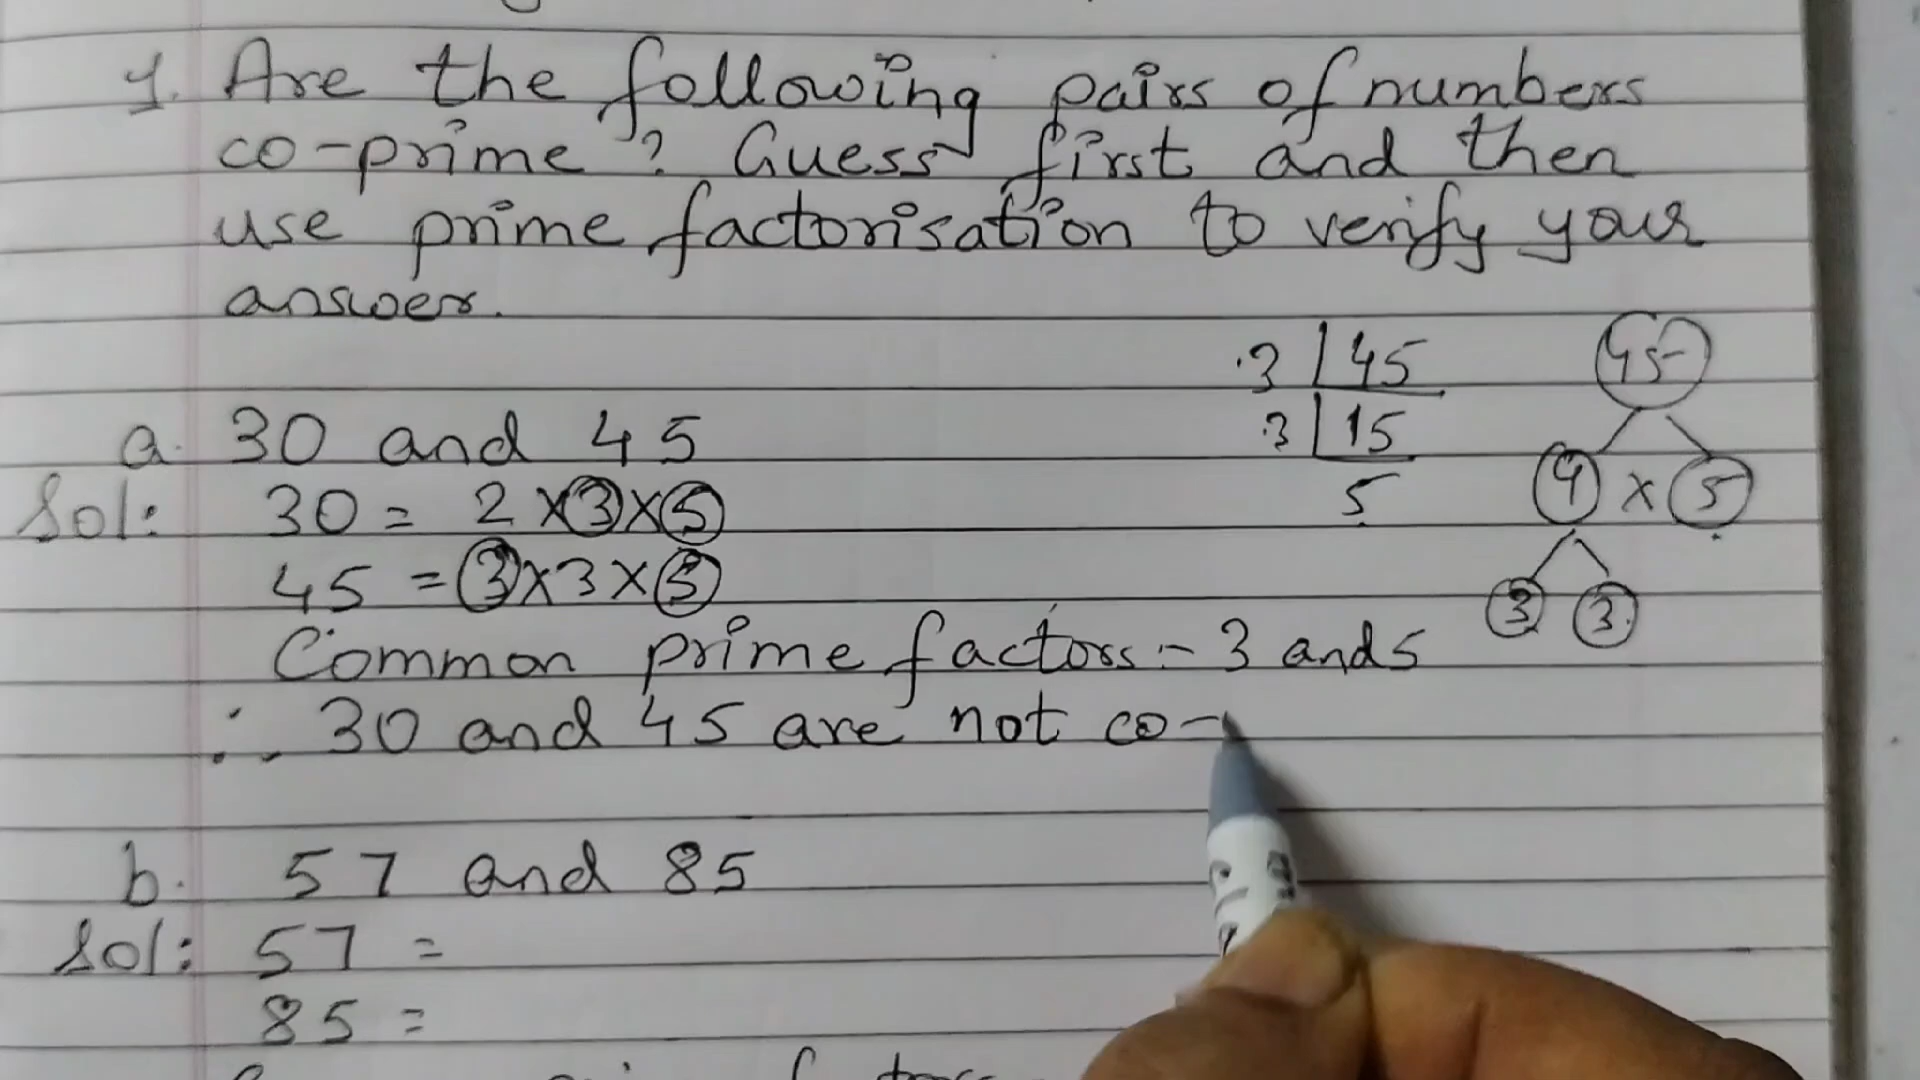 1. Are the following pairs of numbers
co-prime? Guess first and then
use prime factorisation to verify your
answer.
3 | 45
3 | 15
5
45
9 x 5
3 3
a. 30 and 45
Sol: 30 = 2 x 3 x 5
45 = 3 x 3 x 5
Common prime factors:- 3 and 5
∴ 30 and 45 are not co-
b. 57 and 85
Sol: 57 =
85 =